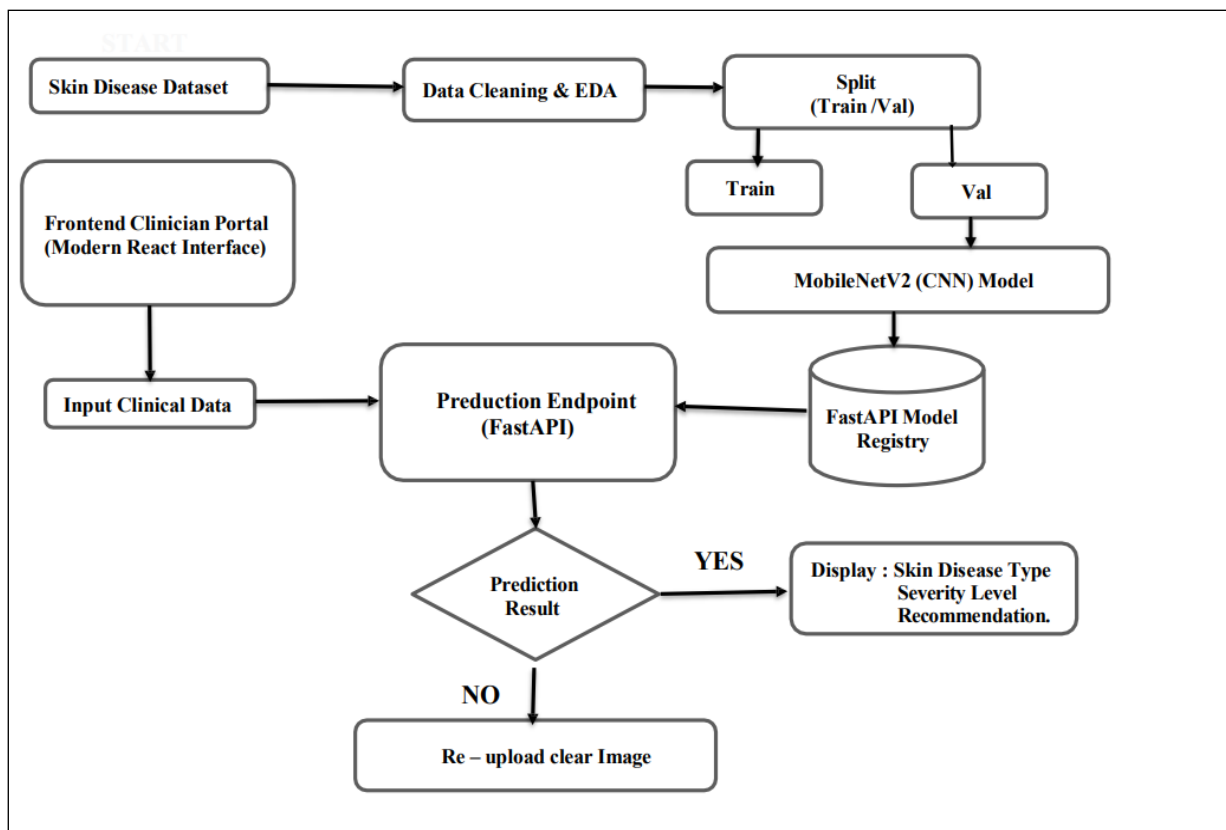 START
Skin Disease Dataset
Data Cleaning & EDA
Split
(Train /Val)
Train
Val
Frontend Clinician Portal
(Modern React Interface)
MobileNetV2 (CNN) Model
Input Clinical Data
Preduction Endpoint
(FastAPI)
FastAPI Model
Registry
Prediction
Result
YES
Display : Skin Disease Type
Severity Level
Recommendation.
NO
Re – upload clear Image